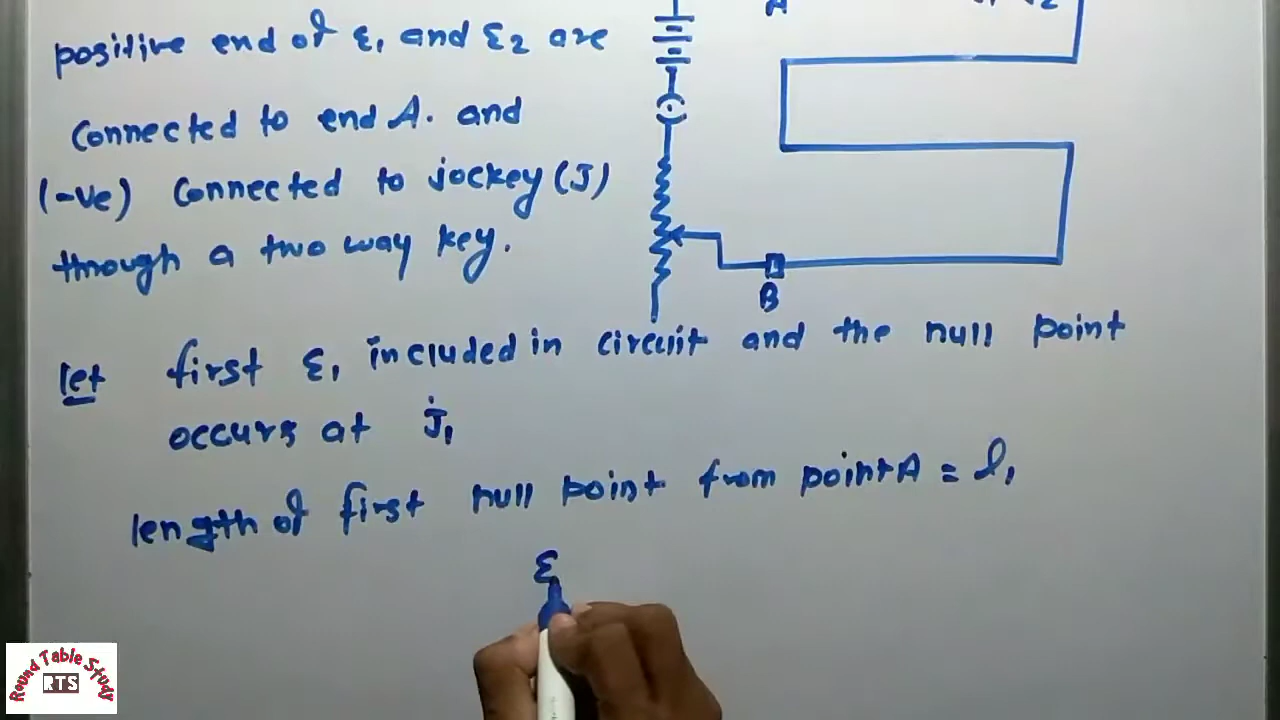 positive end of ε₁ and ε₂ are
connected to end A. and
(-ve) connected to jockey (J)
through a two way key.
B
let first ε₁ included in circuit and the null point
occurs at J₁
length of first null point from point A = l₁
ε
Round Table Study
RTS